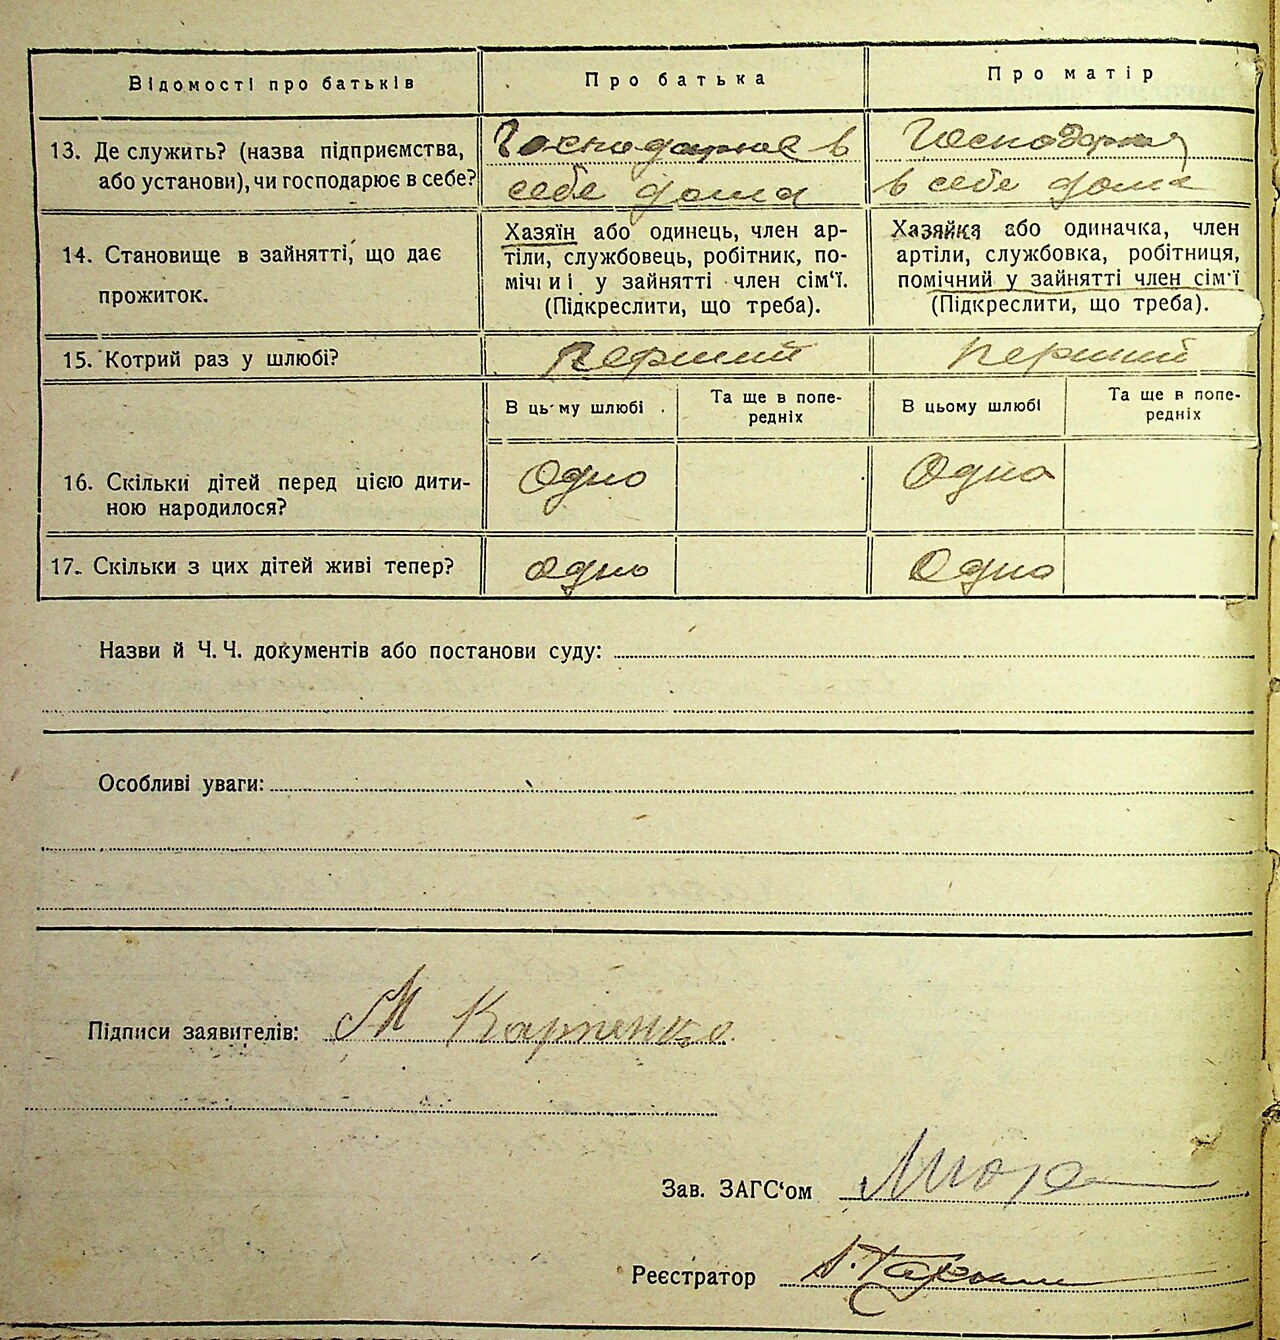 Відомості про батьків Про батька Про матір
13. Де служить? (назва підприємства, Господарює в Господарює
або установи), чи господарює в себе? себе дома в себе дома
14. Становище в зайнятті, що дає
прожиток.
Хазяїн або одинець, член ар-
тіли, службовець, робітник, по-
мічний у зайнятті член сім'ї.
(Підкреслити, що треба).
Хазяйка або одиначка, член
артіли, службовка, робітниця,
помічний у зайнятті член сім'ї
(Підкреслити, що треба).
15. Котрий раз у шлюбі? Перший Перший
В цьому шлюбі Та ще в попе-
редніх
В цьому шлюбі Та ще в попе-
редніх
16. Скільки дітей перед цією дити-
ною народилося? Одно Одно
17. Скільки з цих дітей живі тепер? одно Одно
Назви й Ч. Ч. документів або постанови суду:
Особливі уваги:
Підписи заявителів: М Карпенко
Зав. ЗАГС'ом
Реєстратор